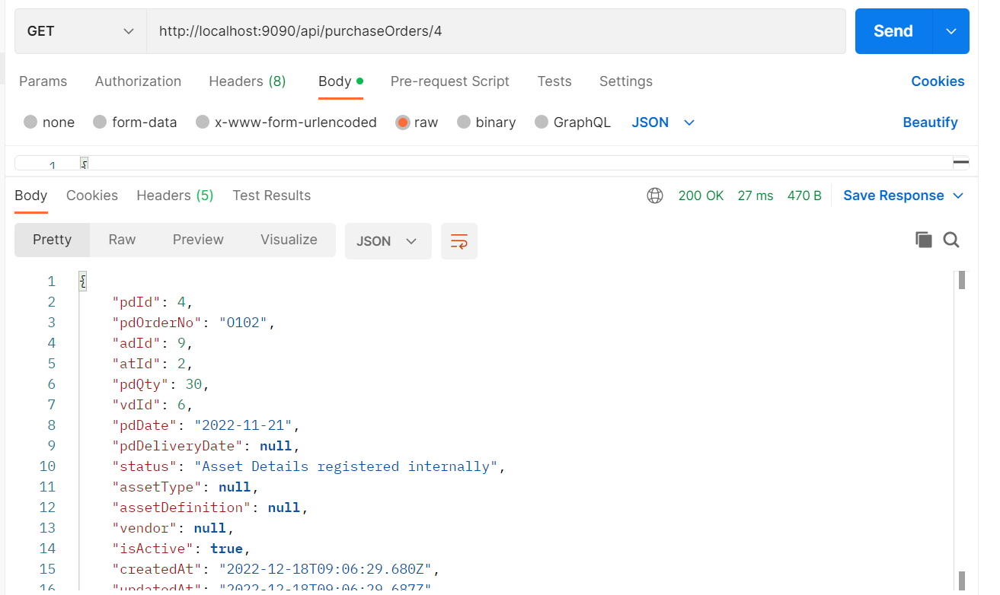 GET http://localhost:9090/api/purchaseOrders/4 Send
Params Authorization Headers (8) Body Pre-request Script Tests Settings Cookies
none form-data x-www-form-urlencoded raw binary GraphQL JSON Beautify
1 {
Body Cookies Headers (5) Test Results 200 OK 27 ms 470 B Save Response
Pretty Raw Preview Visualize JSON
1 {
2 "pdId": 4,
3 "pdOrderNo": "O102",
4 "adId": 9,
5 "atId": 2,
6 "pdQty": 30,
7 "vdId": 6,
8 "pdDate": "2022-11-21",
9 "pdDeliveryDate": null,
10 "status": "Asset Details registered internally",
11 "assetType": null,
12 "assetDefinition": null,
13 "vendor": null,
14 "isActive": true,
15 "createdAt": "2022-12-18T09:06:29.680Z",
16 "updatedAt": "2022-12-18T09:06:29.687Z"